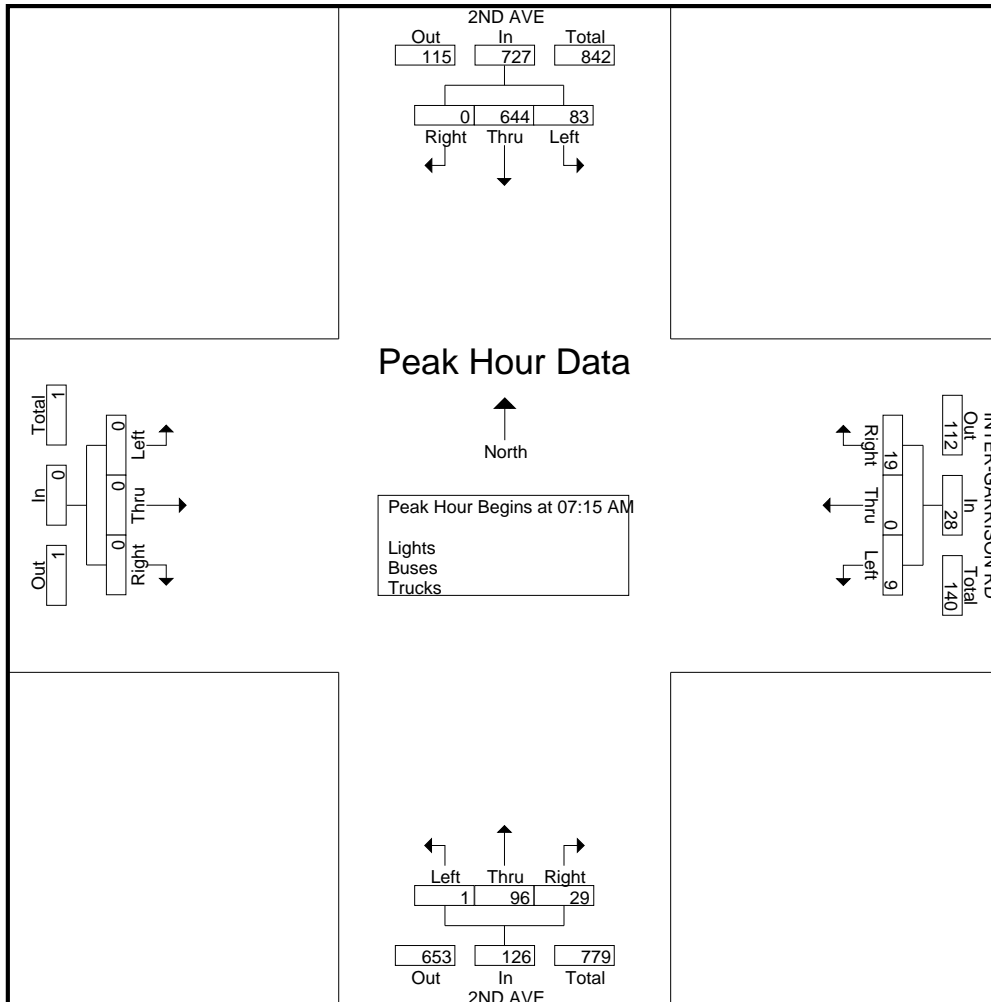 2ND AVE
Out In Total
115 727 842
0 644 83
Right Thru Left
Peak Hour Data
North
Peak Hour Begins at 07:15 AM
Lights
Buses
Trucks
Total In Out
1 0 1
0 0 0
Left Thru Right
INTER-GARRISON RD
Out In Total
112 28 140
19 0 9
Right Thru Left
Left Thru Right
1 96 29
653 126 779
Out In Total
2ND AVE